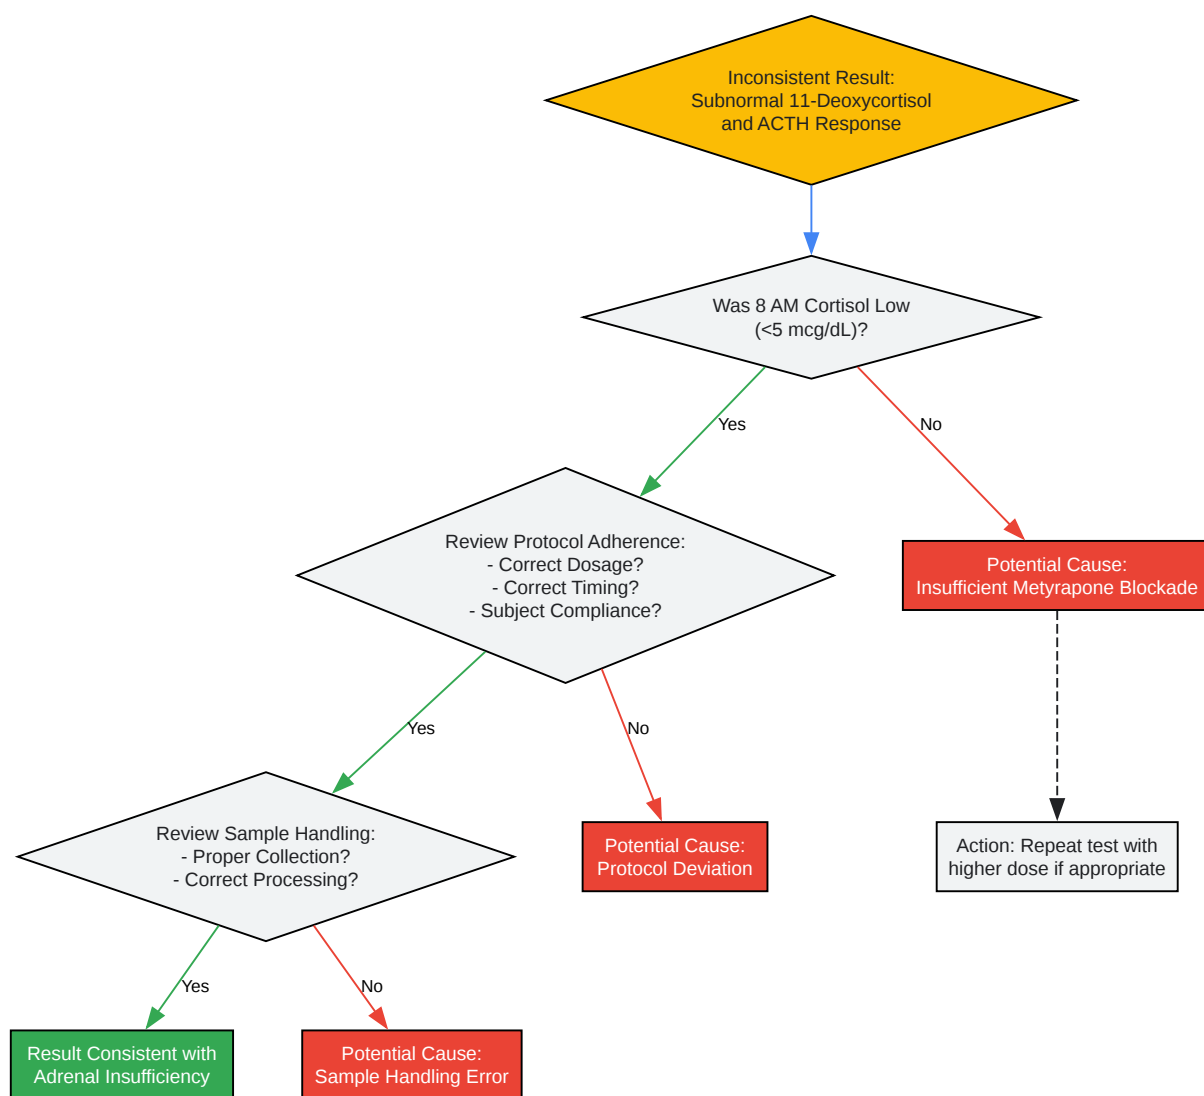 Inconsistent Result:
Subnormal 11-Deoxycortisol
and ACTH Response
Was 8 AM Cortisol Low
(<5 mcg/dL)?
Yes
No
Review Protocol Adherence:
- Correct Dosage?
- Correct Timing?
- Subject Compliance?
Potential Cause:
Insufficient Metyrapone Blockade
Yes
No
Review Sample Handling:
- Proper Collection?
- Correct Processing?
Potential Cause:
Protocol Deviation
Action: Repeat test with
higher dose if appropriate
Yes
No
Result Consistent with
Adrenal Insufficiency
Potential Cause:
Sample Handling Error